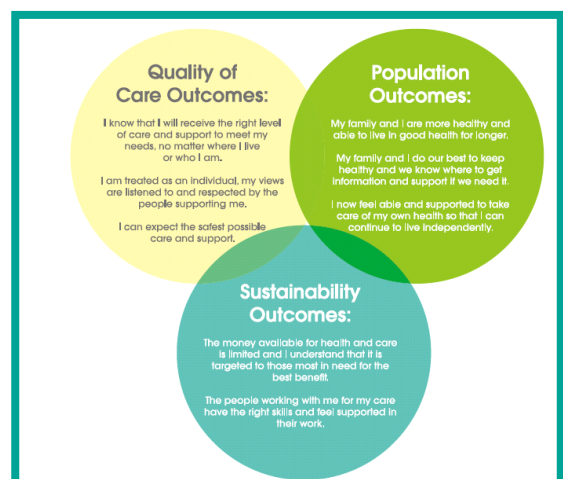 Quality of
Care Outcomes:
I know that I will receive the right level
of care and support to meet my
needs, no matter where I live
or who I am.
I am treated as an individual, my views
are listened to and respected by the
people supporting me.
I can expect the safest possible
care and support.
Population
Outcomes:
My family and I are more healthy and
able to live in good health for longer.
My family and I do our best to keep
healthy and we know where to get
information and support if we need it.
I now feel able and supported to take
care of my own health so that I can
continue to live independently.
Sustainability
Outcomes:
The money available for health and care
is limited and I understand that it is
targeted to those most in need for the
best benefit.
The people working with me for my care
have the right skills and feel supported in
their work.